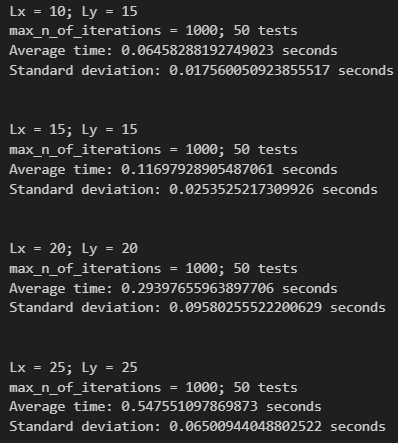 Lx = 10; Ly = 15
max_n_of_iterations = 1000; 50 tests
Average time: 0.06458288192749023 seconds
Standard deviation: 0.017560050923855517 seconds
Lx = 15; Ly = 15
max_n_of_iterations = 1000; 50 tests
Average time: 0.11697928905487061 seconds
Standard deviation: 0.0253525217309926 seconds
Lx = 20; Ly = 20
max_n_of_iterations = 1000; 50 tests
Average time: 0.29397655963897706 seconds
Standard deviation: 0.09580255522200629 seconds
Lx = 25; Ly = 25
max_n_of_iterations = 1000; 50 tests
Average time: 0.547551097869873 seconds
Standard deviation: 0.06500944048802522 seconds